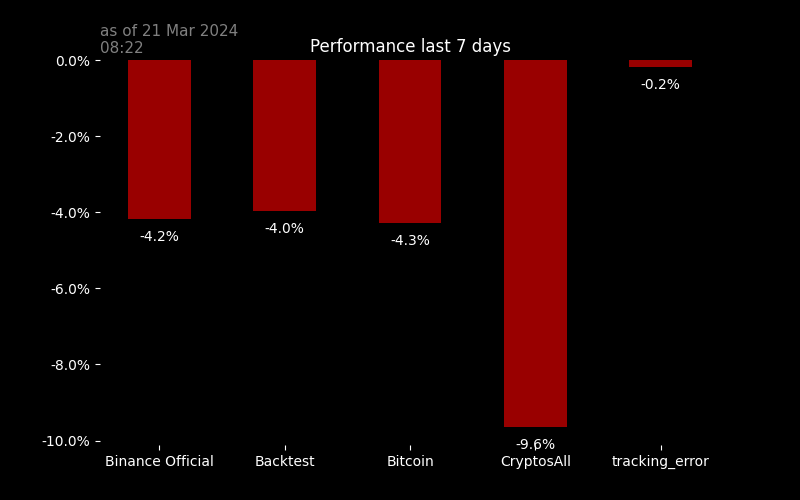 as of 21 Mar 2024
08:22
Performance last 7 days
0.0%
-2.0%
-4.0%
-6.0%
-8.0%
-10.0%
-4.2%
-4.0%
-4.3%
-9.6%
-0.2%
Binance Official
Backtest
Bitcoin
CryptosAll
tracking_error